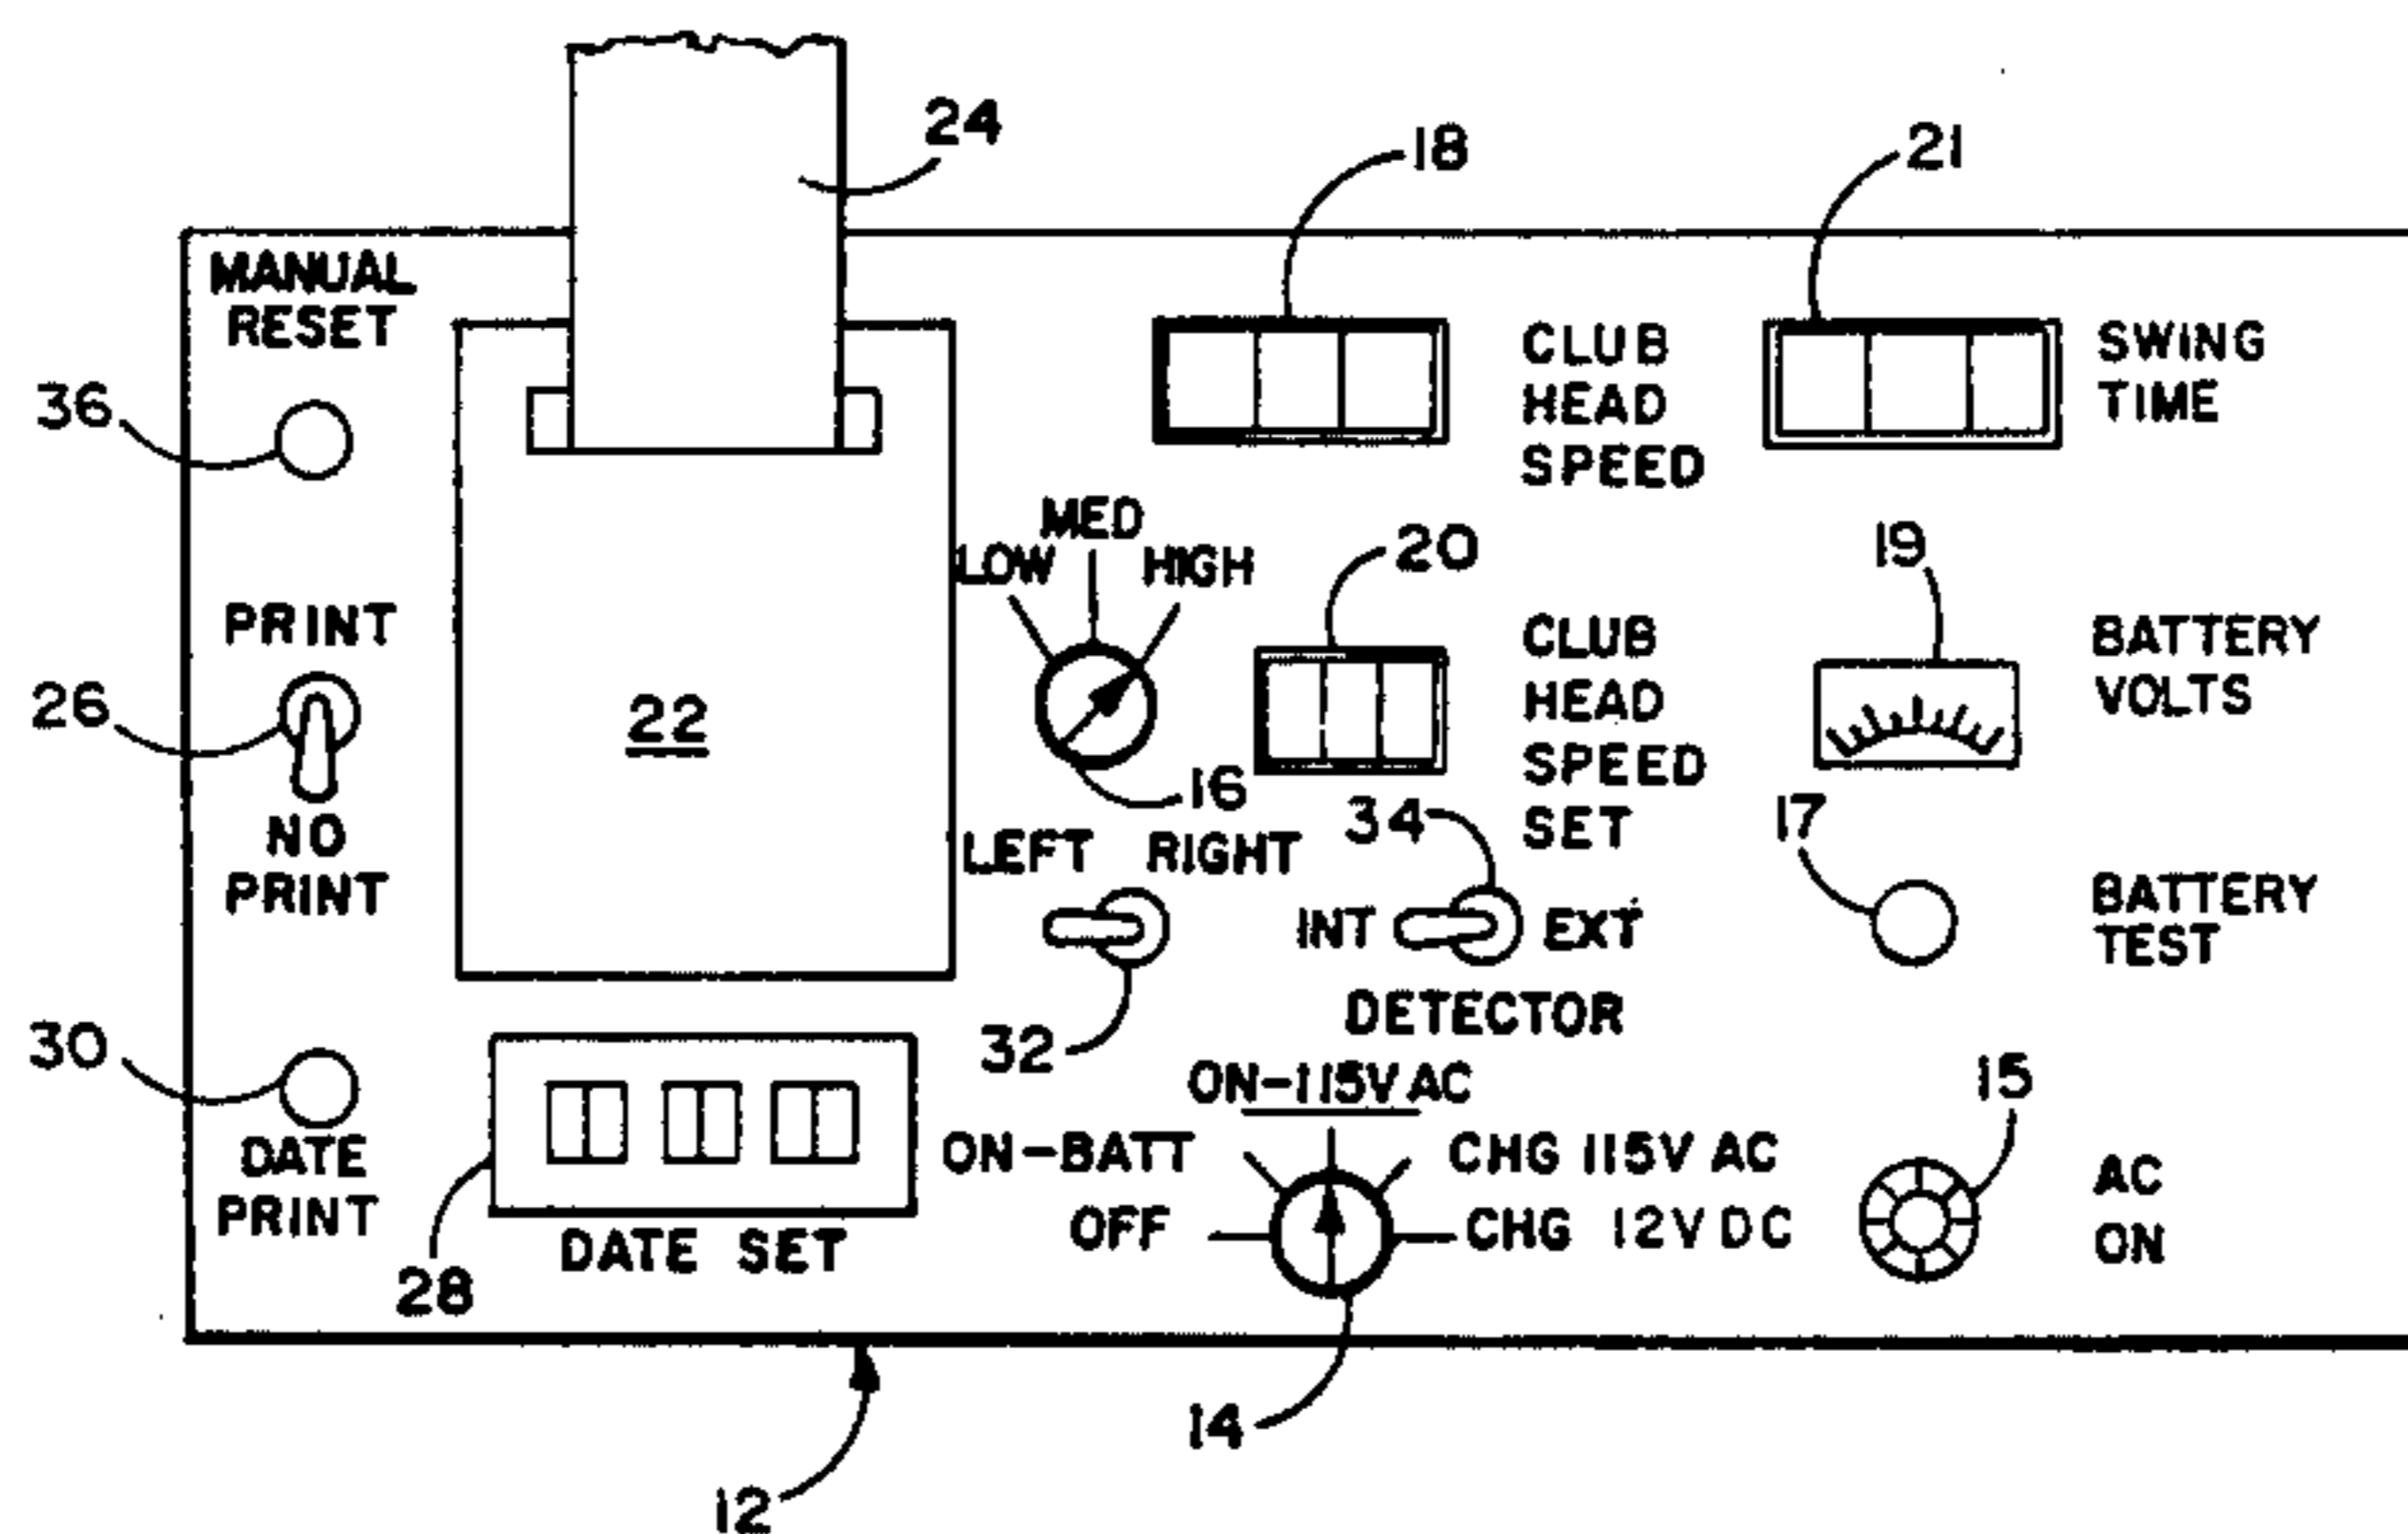 24
18
21
MANUAL
RESET
CLUB
HEAD
SPEED
SWING
TIME
36
MED
LOW HIGH
20
19
PRINT
26
NO
PRINT
22
16
CLUB
HEAD
SPEED
SET
BATTERY
VOLTS
34
17
LEFT RIGHT
INT EXT
DETECTOR
BATTERY
TEST
32
30
DATE
PRINT
28
DATE SET
ON-115V AC
ON-BATT
CHG 115V AC
OFF
CHG 12V DC
15
AC
ON
14
12